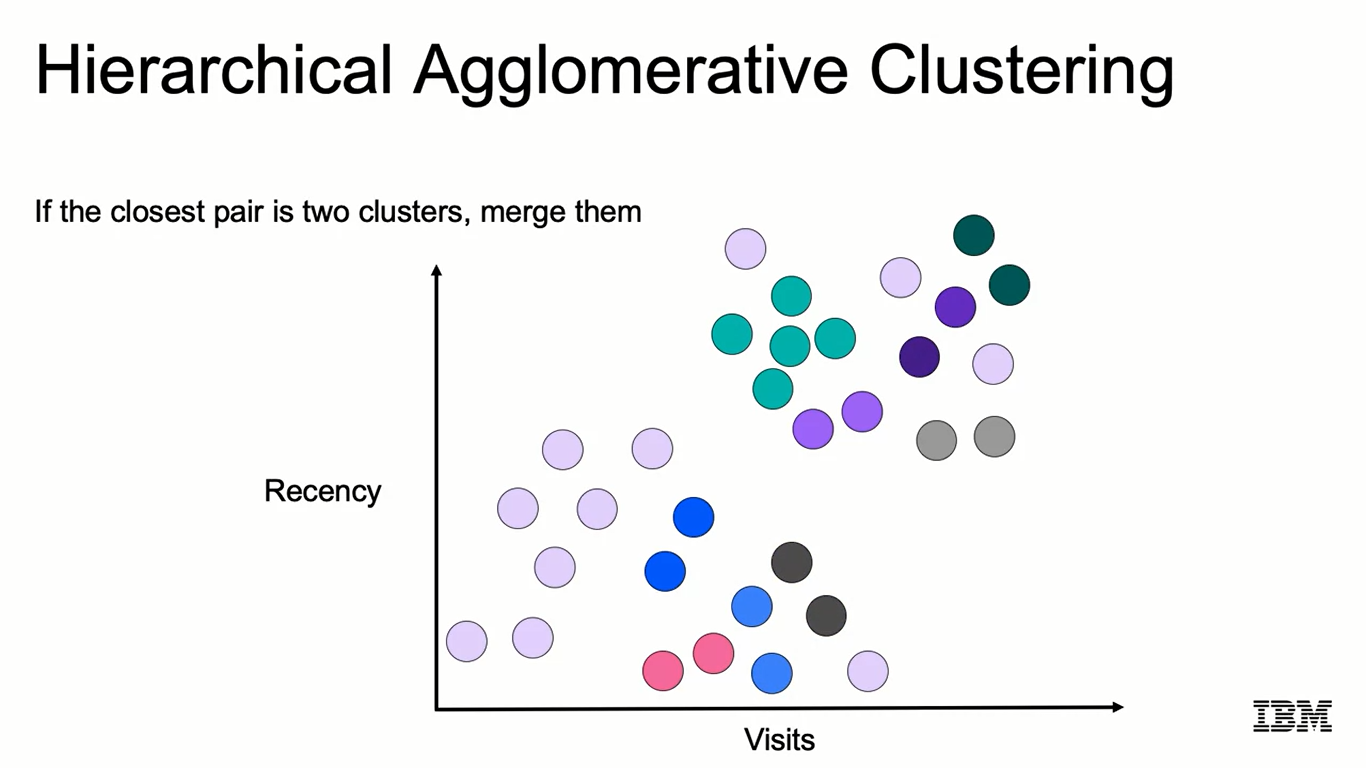 Hierarchical Agglomerative Clustering
If the closest pair is two clusters, merge them
Recency
Visits
IBM